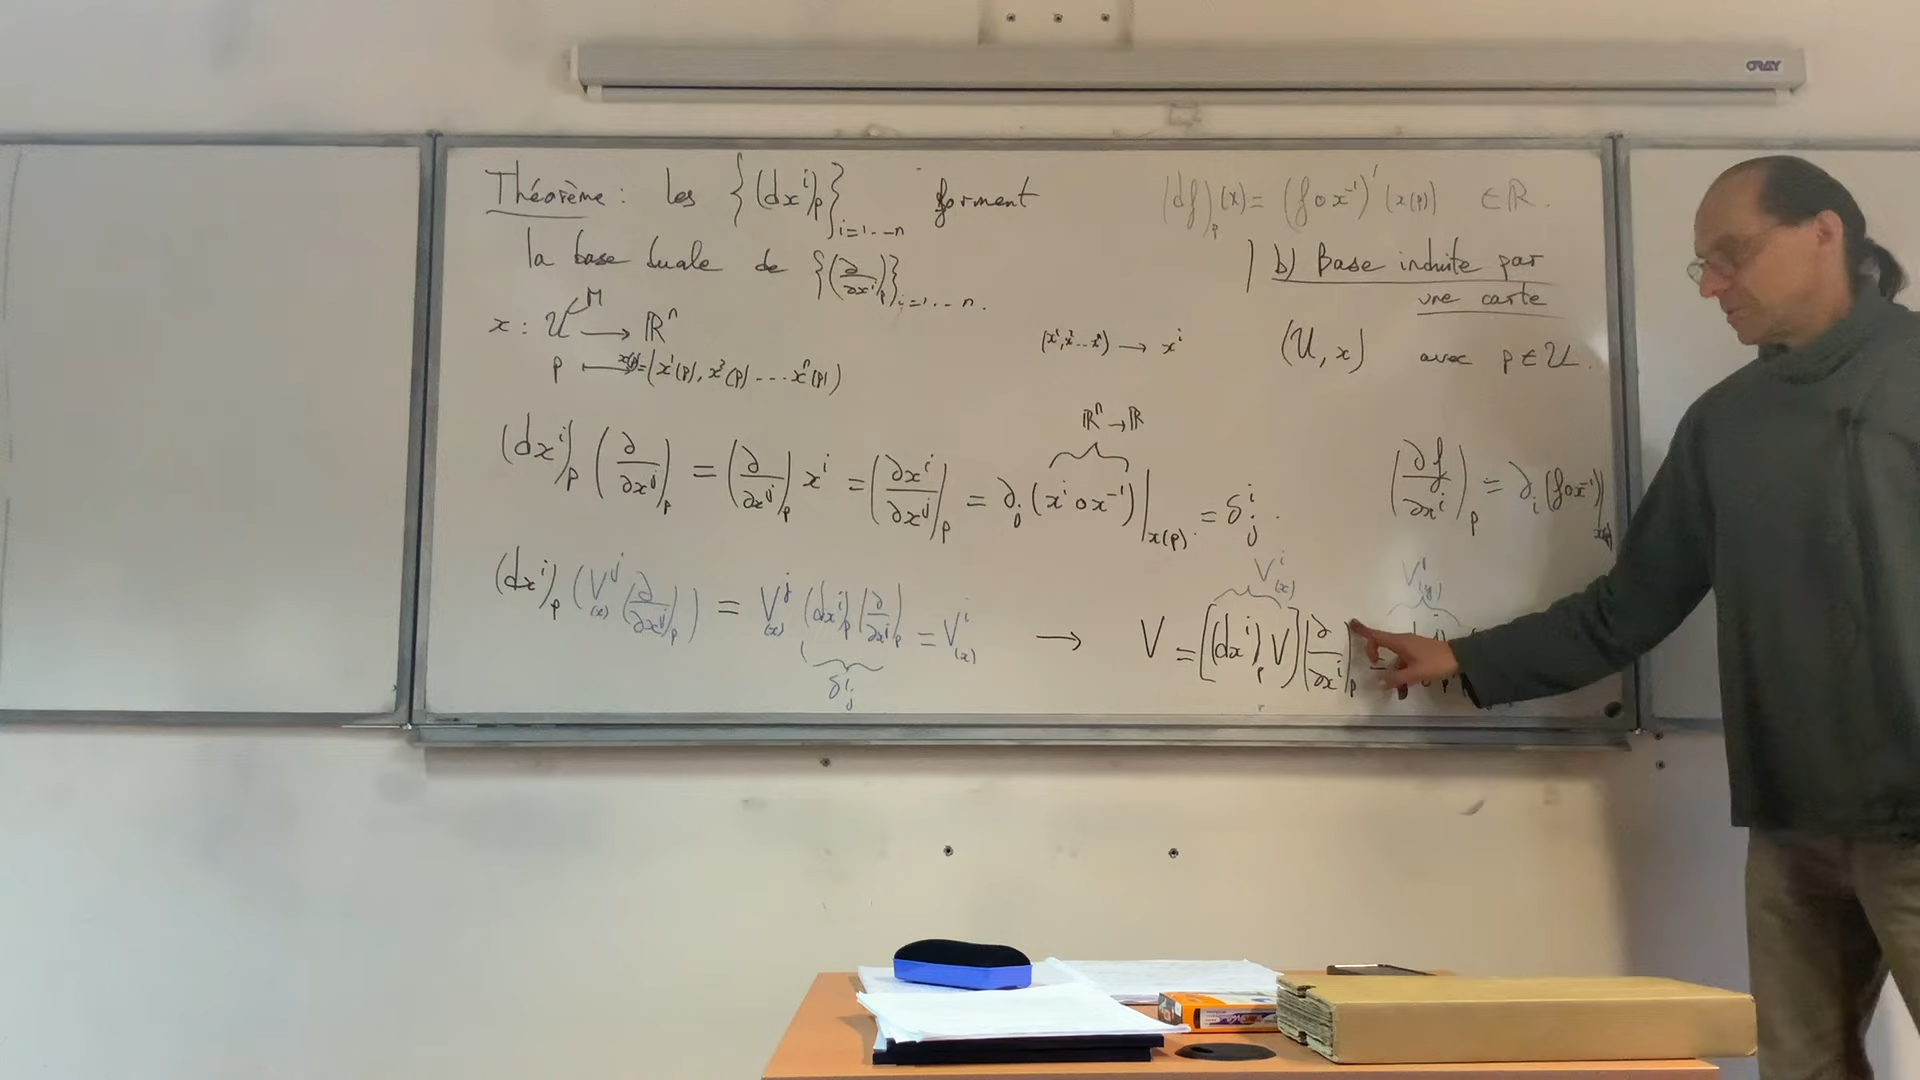 ORAY
Théorème : les {(dx^i)_p}_{i=1...n} forment
la base duale de {(∂/∂x^i)_p}_{i=1...n}.
x : U → R^n
M
p ↦ x(p) = (x^1(p), x^2(p) .... x^n(p))
(x^1, x^2 ... x^n) → x^i
R^n → R
(dx^i)_p (∂/∂x^j)_p = (∂/∂x^j)_p x^i = (∂x^i/∂x^j)_p = ∂_j (x^i o x^{-1})|_{x(p)} = δ^i_j .
(dx^i)_p (V^j_{(x)} (∂/∂x^j)_p) = V^j_{(x)} (dx^i)_p (∂/∂x^j)_p = V^i_{(x)}
δ^i_j
(df)_p (X) = (f o x^{-1})' (x(p)) ∈ R.
b) Base induite par
une carte
(U, x) avec p ∈ U.
(∂f/∂x^i)_p = ∂_i (f o x^{-1})|_{x(p)}
V^i_{(x)} V^i_{(y)}
→ V = [(dx^i)_p V] (∂/∂x^i)_p =